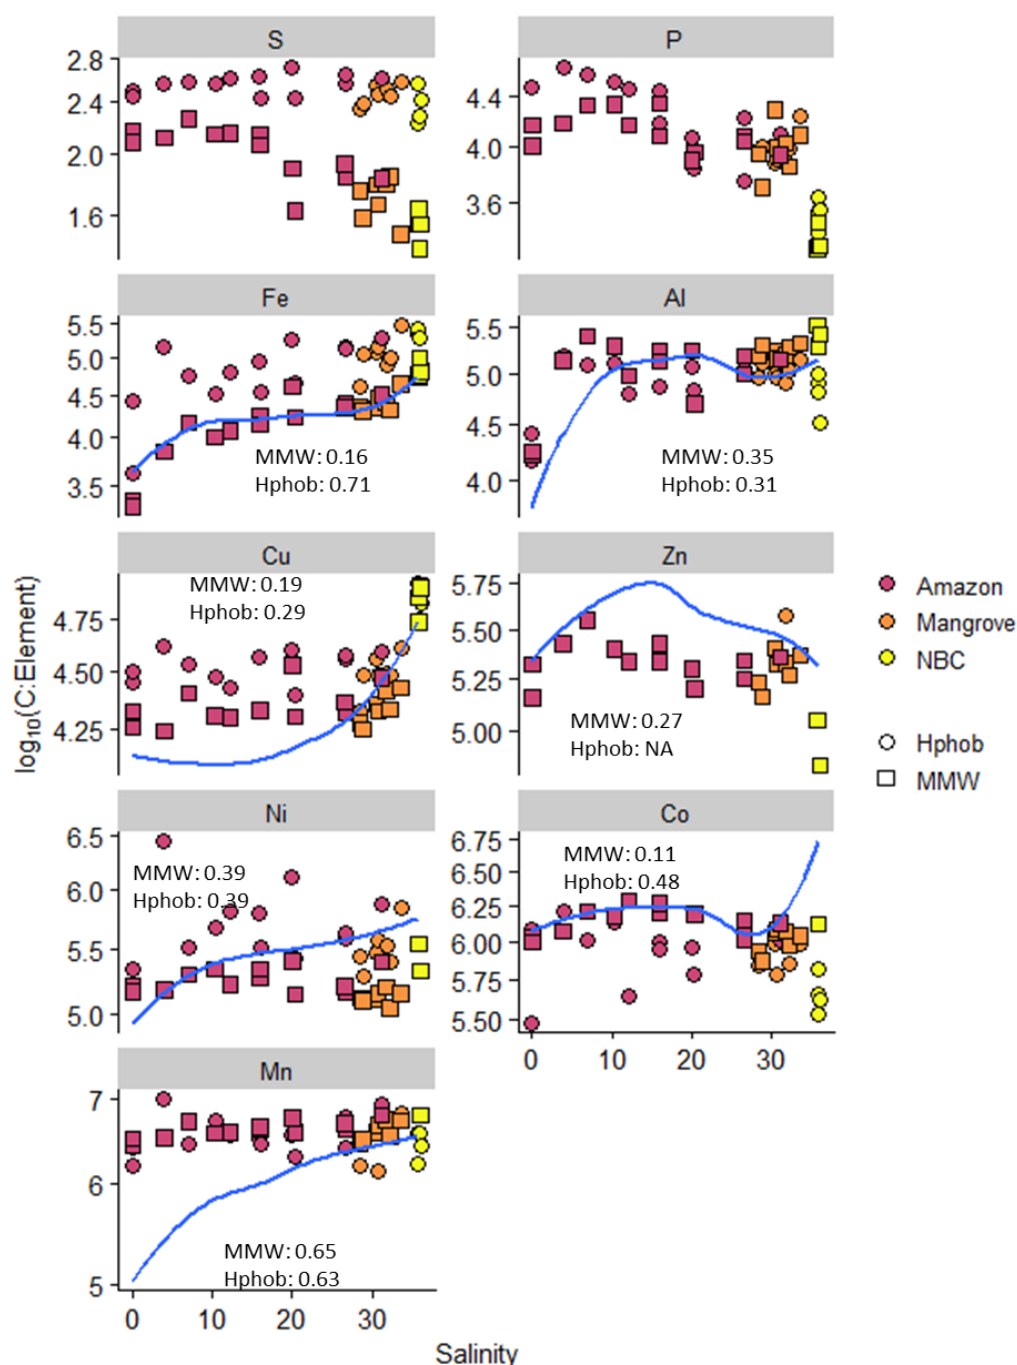 S
P
2.8
2.4
2.0
1.6
4.4
4.0
3.6
Fe
Al
5.5
5.0
4.5
4.0
3.5
MMW: 0.16
Hphob: 0.71
5.5
5.0
4.5
4.0
MMW: 0.35
Hphob: 0.31
Cu
Zn
MMW: 0.19
Hphob: 0.29
4.75
4.50
4.25
5.75
5.50
5.25
5.00
MMW: 0.27
Hphob: NA
log10(C:Element)
Amazon
Mangrove
NBC
Hphob
MMW
Ni
Co
6.5
6.0
5.5
5.0
MMW: 0.39
Hphob: 0.39
6.75
6.50
6.25
6.00
5.75
5.50
MMW: 0.11
Hphob: 0.48
0 10 20 30
Mn
7
6
5
MMW: 0.65
Hphob: 0.63
0 10 20 30
Salinity